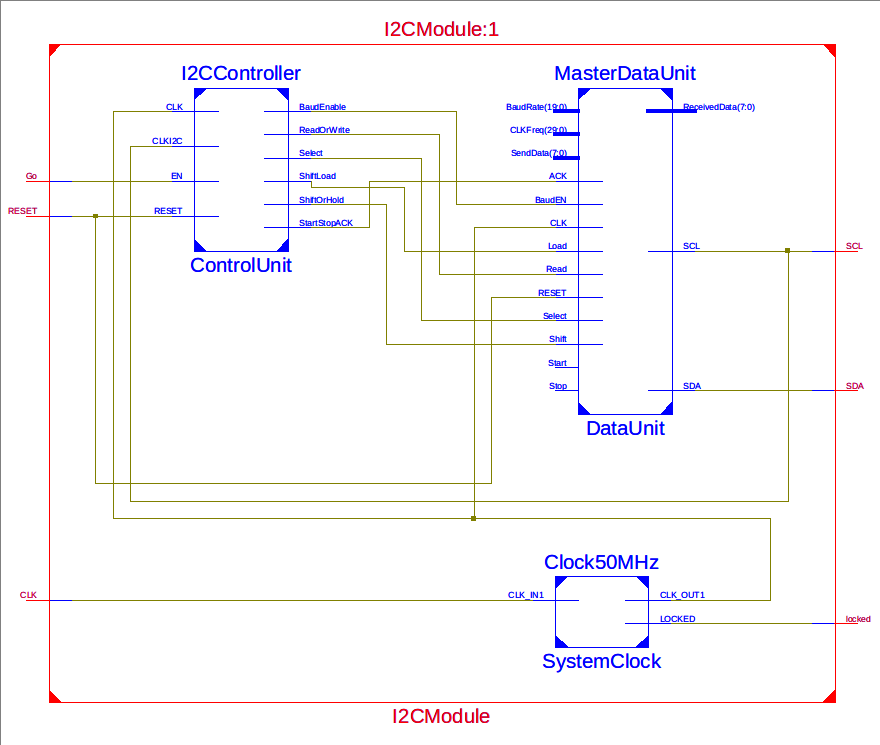 I2CModule:1
I2CController
CLK
CLKI2C
EN
RESET
BaudEnable
ReadOrWrite
Select
ShiftLoad
ShiftOrHold
StartStopACK
ControlUnit
MasterDataUnit
BaudRate(19:0)
CLKFreq(29:0)
SendData(7:0)
ACK
BaudEN
CLK
Load
Read
RESET
Select
Shift
Start
Stop
ReceivedData(7:0)
SCL
SDA
DataUnit
Go
RESET
CLK
SCL
SDA
locked
Clock50MHz
CLK_IN1
CLK_OUT1
LOCKED
SystemClock
I2CModule